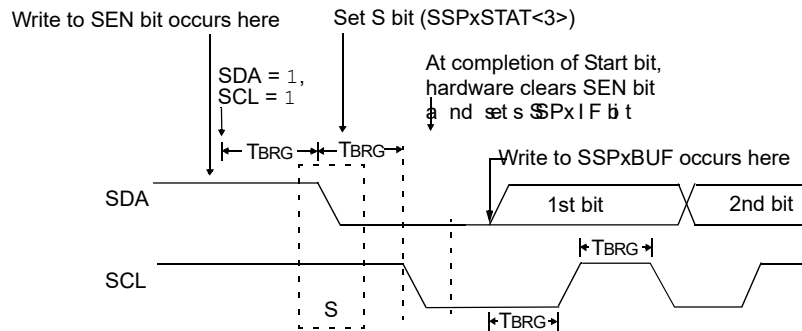 Write to SEN bit occurs here
Set S bit (SSPxSTAT<3>)
SDA = 1,
SCL = 1
At completion of Start bit,
hardware clears SEN bit
and sets SSPxIF bit
TBRG
TBRG
Write to SSPxBUF occurs here
SDA
1st bit
2nd bit
TBRG
SCL
S
TBRG